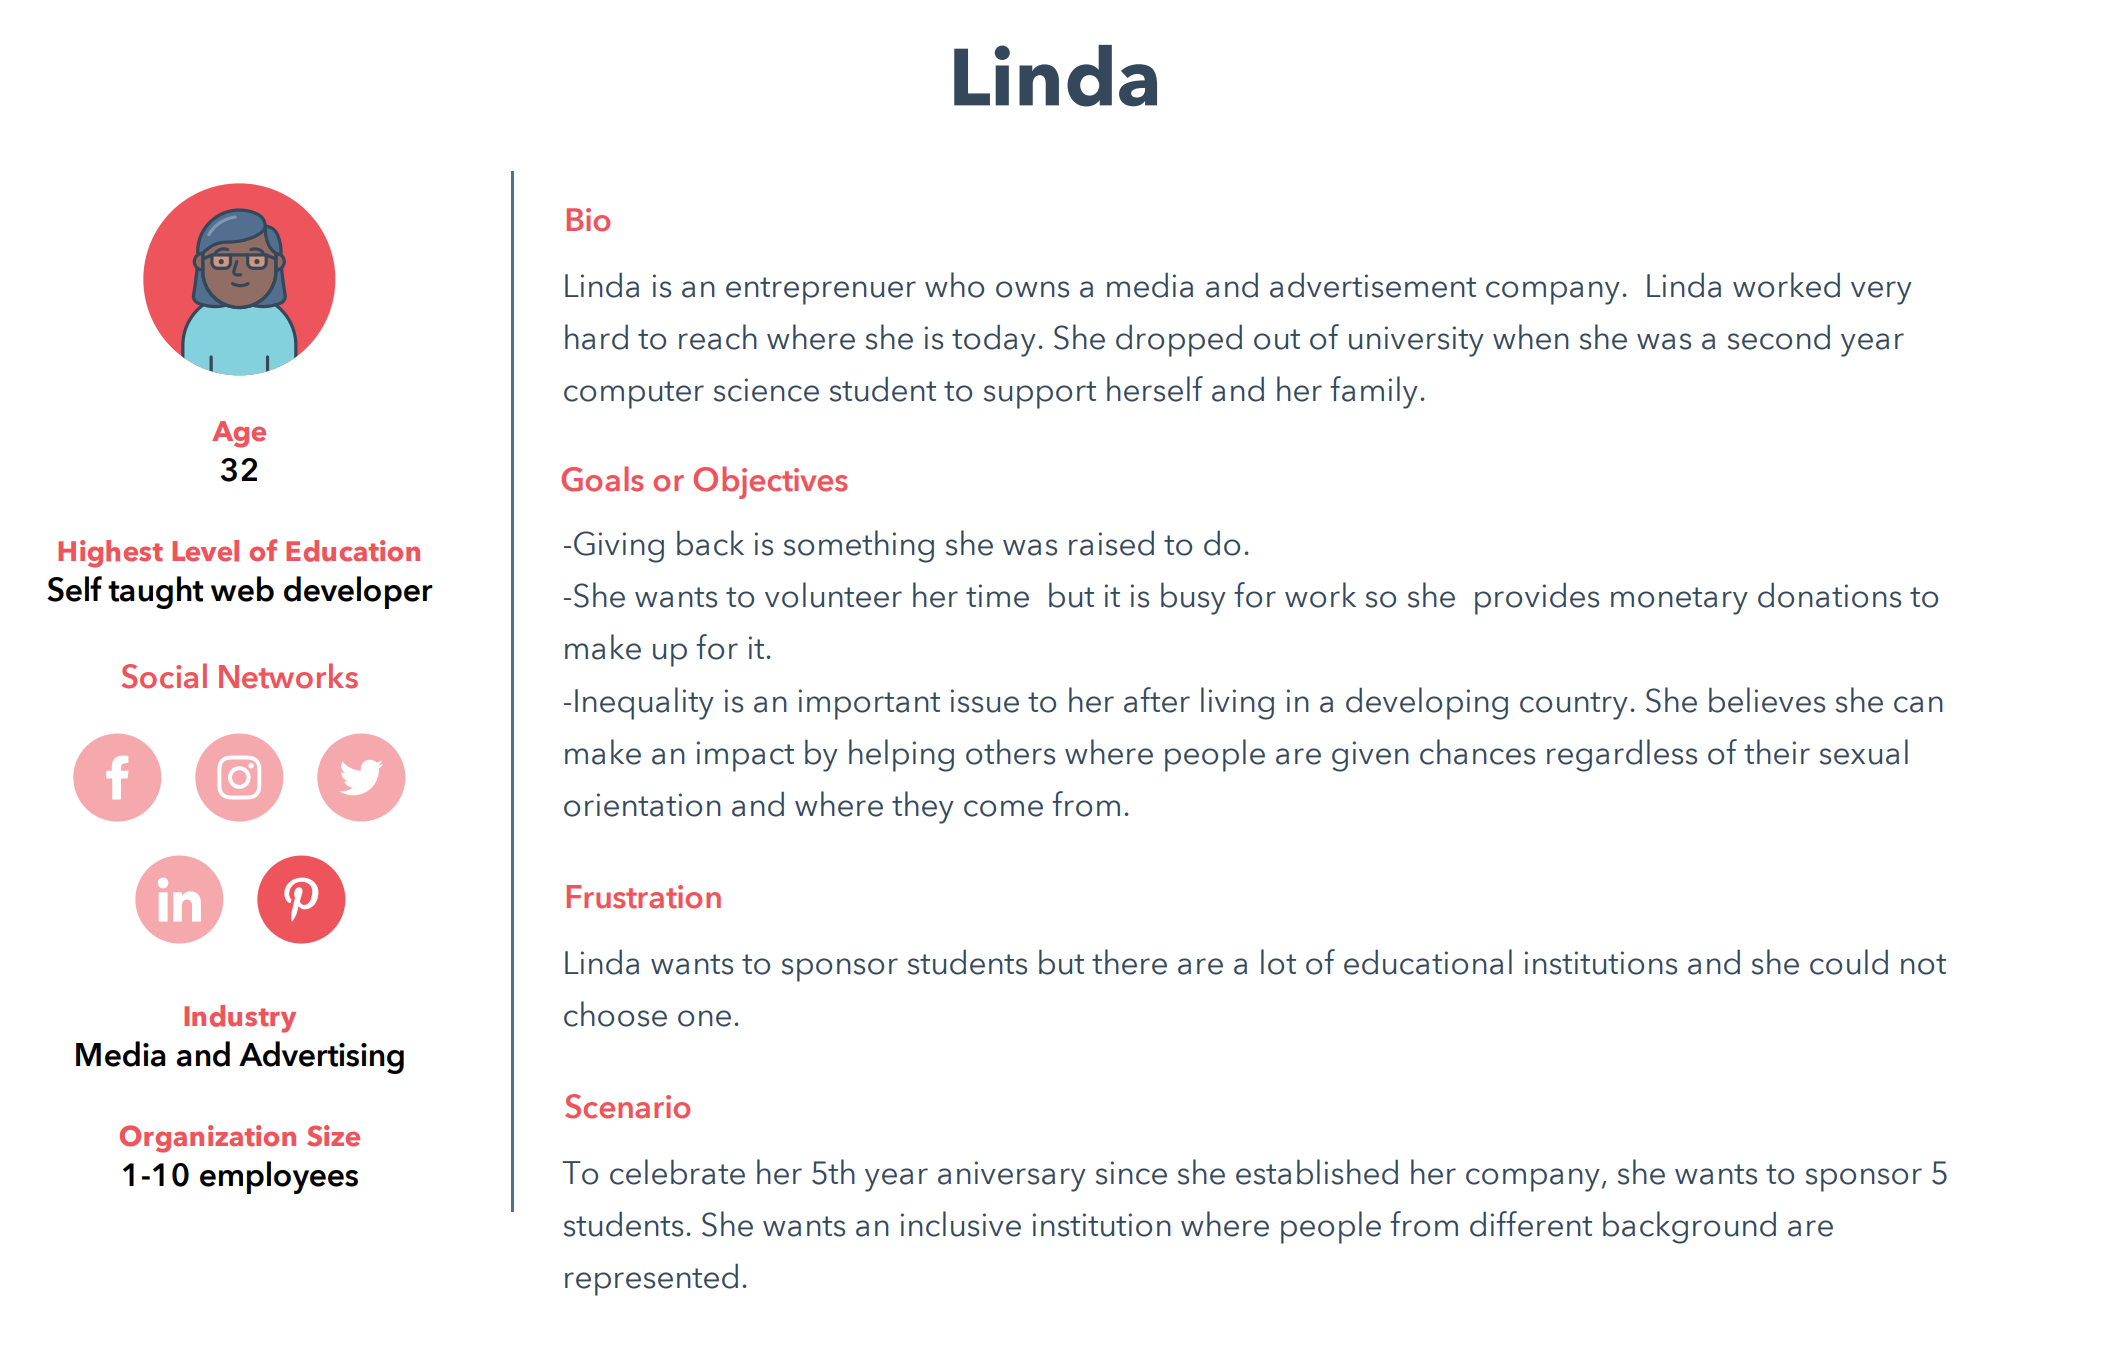 Linda
Age
32
Highest Level of Education
Self taught web developer
Social Networks
f
in
Industry
Media and Advertising
Organization Size
1-10 employees
Bio
Linda is an entreprenuer who owns a media and advertisement company.  Linda worked very
hard to reach where she is today. She dropped out of university when she was a second year
computer science student to support herself and her family.
Goals or Objectives
-Giving back is something she was raised to do.
-She wants to volunteer her time  but it is busy for work so she  provides monetary donations to
make up for it.
-Inequality is an important issue to her after living in a developing country. She believes she can
make an impact by helping others where people are given chances regardless of their sexual
orientation and where they come from.
Frustration
Linda wants to sponsor students but there are a lot of educational institutions and she could not
choose one.
Scenario
To celebrate her 5th year aniversary since she established her company, she wants to sponsor 5
students. She wants an inclusive institution where people from different background are
represented.